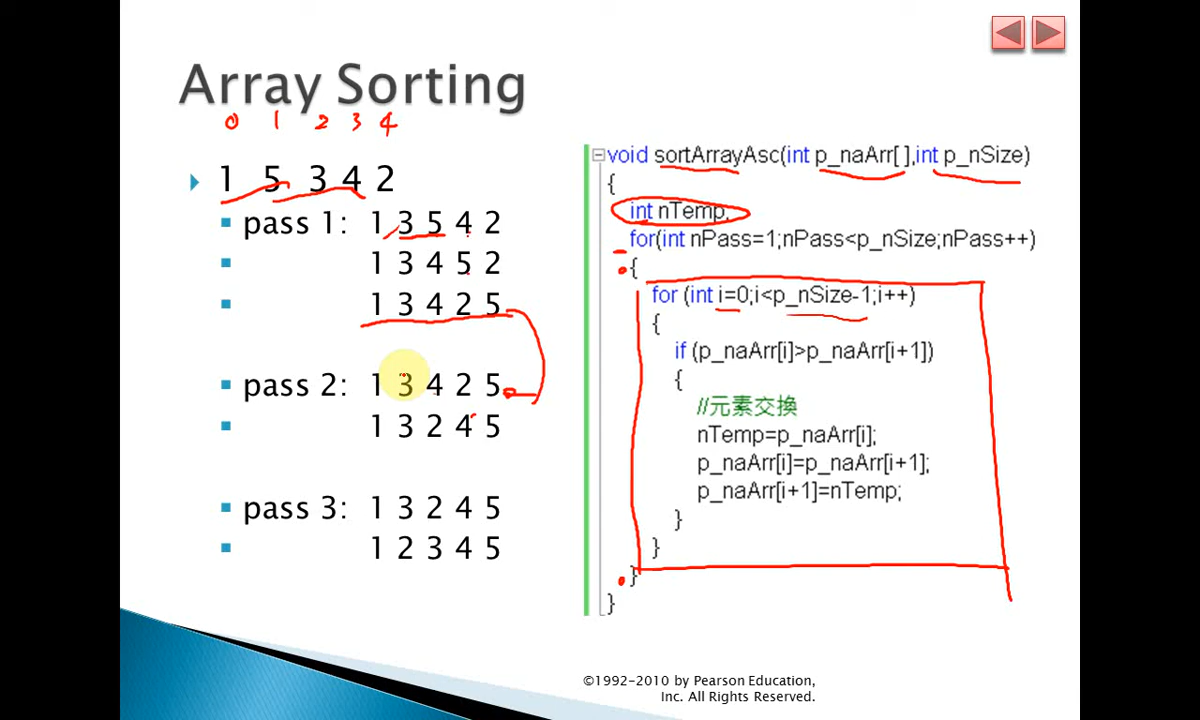 Array Sorting
0 1 2 3 4
1 5 3 4 2
pass 1: 1 3 5 4 2
1 3 4 5 2
1 3 4 2 5
pass 2: 1 3 4 2 5
1 3 2 4 5
pass 3: 1 3 2 4 5
1 2 3 4 5
void sortArrayAsc(int p_naArr[ ],int p_nSize)
{
int nTemp;
for(int nPass=1;nPass<p_nSize;nPass++)
{
for (int i=0;i<p_nSize-1;i++)
{
if (p_naArr[i]>p_naArr[i+1])
{
//元素交換
nTemp=p_naArr[i];
p_naArr[i]=p_naArr[i+1];
p_naArr[i+1]=nTemp;
}
}
}
}
©1992-2010 by Pearson Education,
Inc. All Rights Reserved.